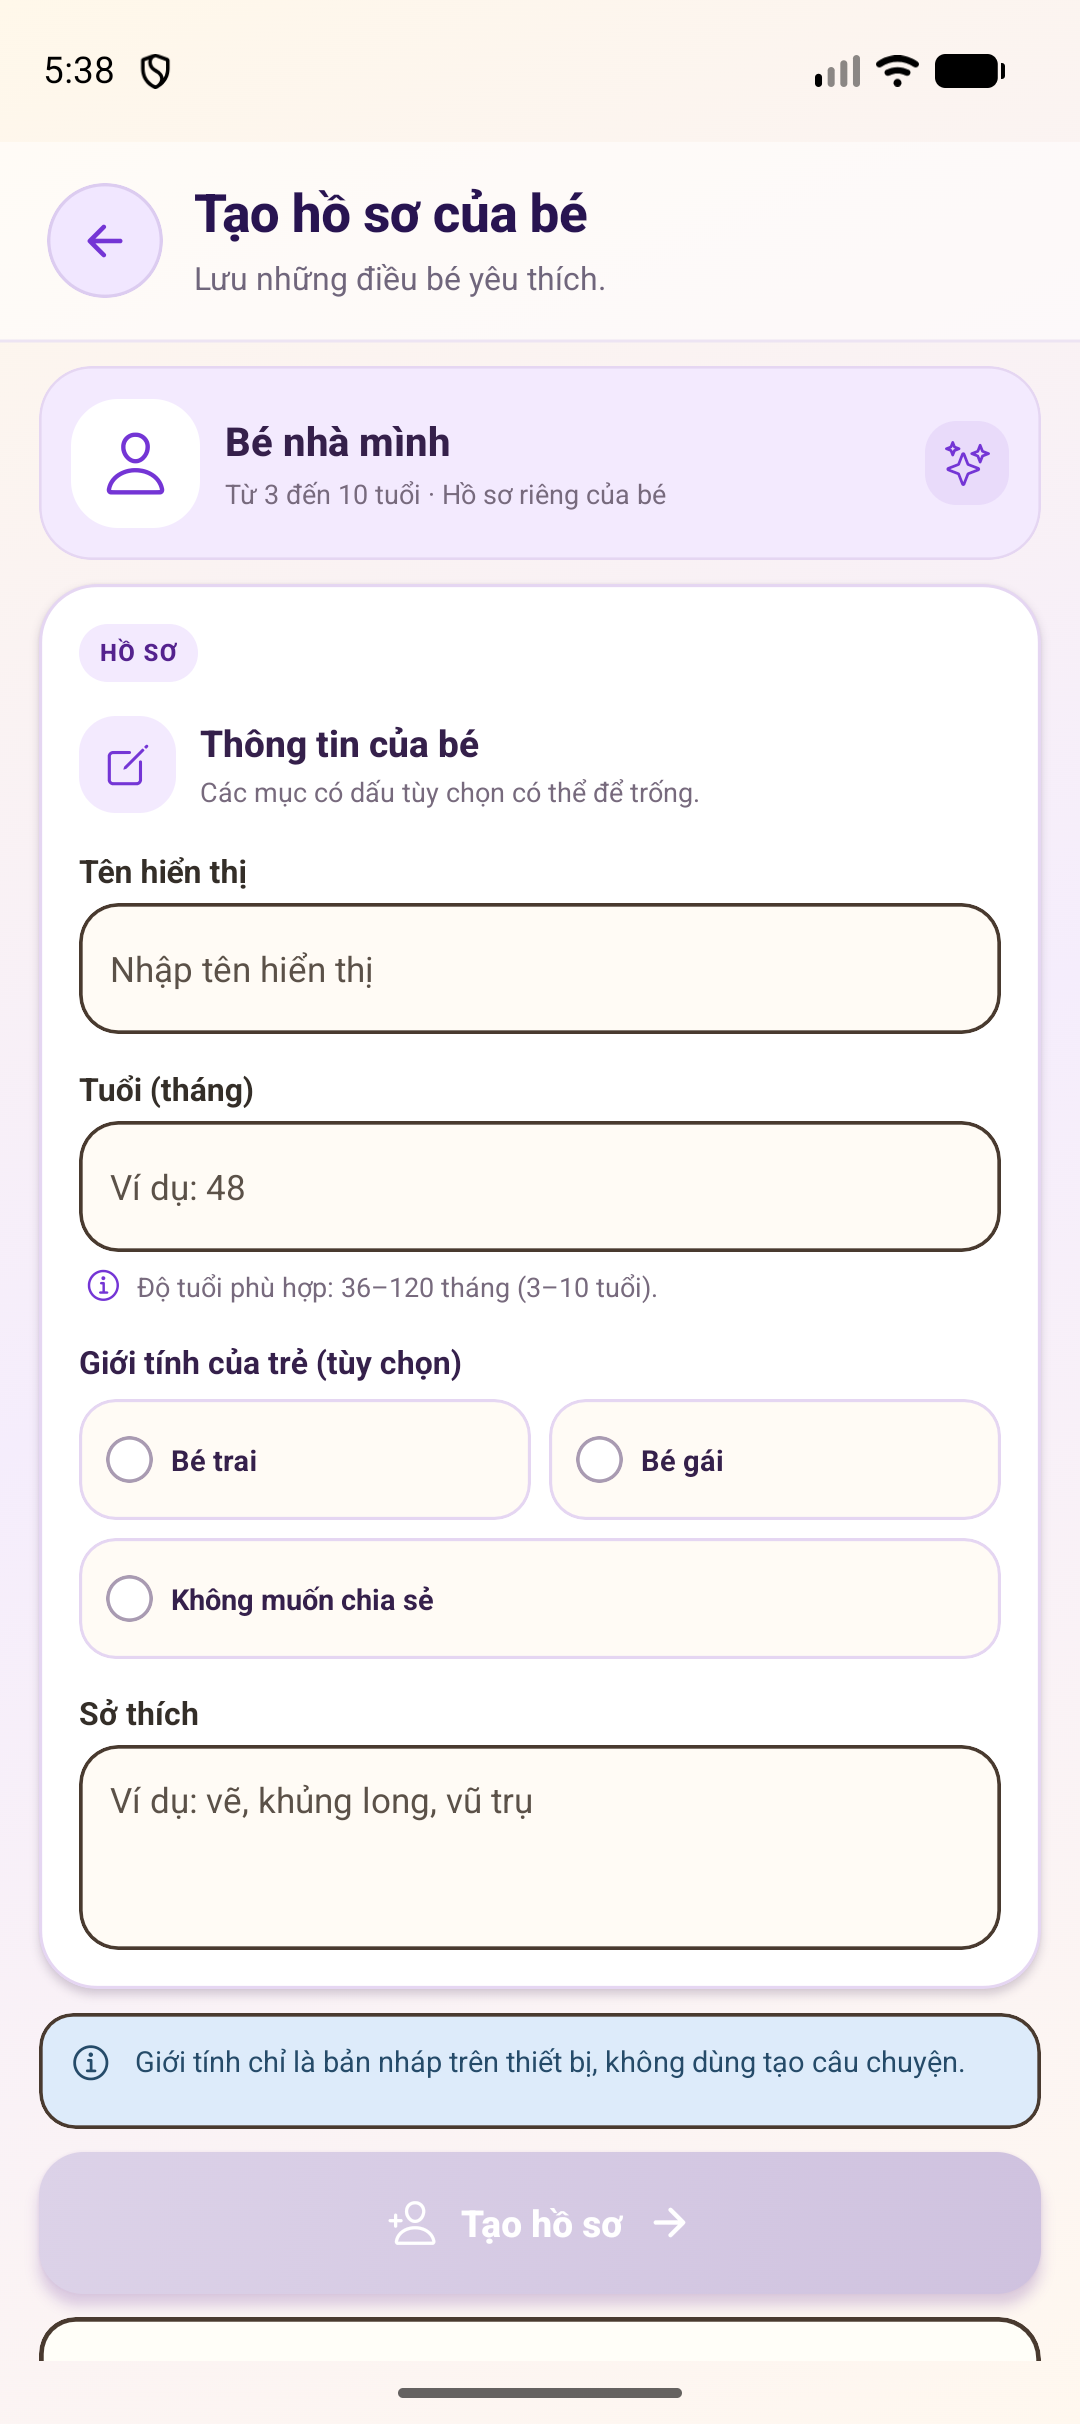 5:38
Tạo hồ sơ của bé
Lưu những điều bé yêu thích.
Bé nhà mình
Từ 3 đến 10 tuổi · Hồ sơ riêng của bé
HỒ SƠ
Thông tin của bé
Các mục có dấu tùy chọn có thể để trống.
Tên hiển thị
Nhập tên hiển thị
Tuổi (tháng)
Ví dụ: 48
Độ tuổi phù hợp: 36–120 tháng (3–10 tuổi).
Giới tính của trẻ (tùy chọn)
Bé trai
Bé gái
Không muốn chia sẻ
Sở thích
Ví dụ: vẽ, khủng long, vũ trụ
Giới tính chỉ là bản nháp trên thiết bị, không dùng tạo câu chuyện.
Tạo hồ sơ